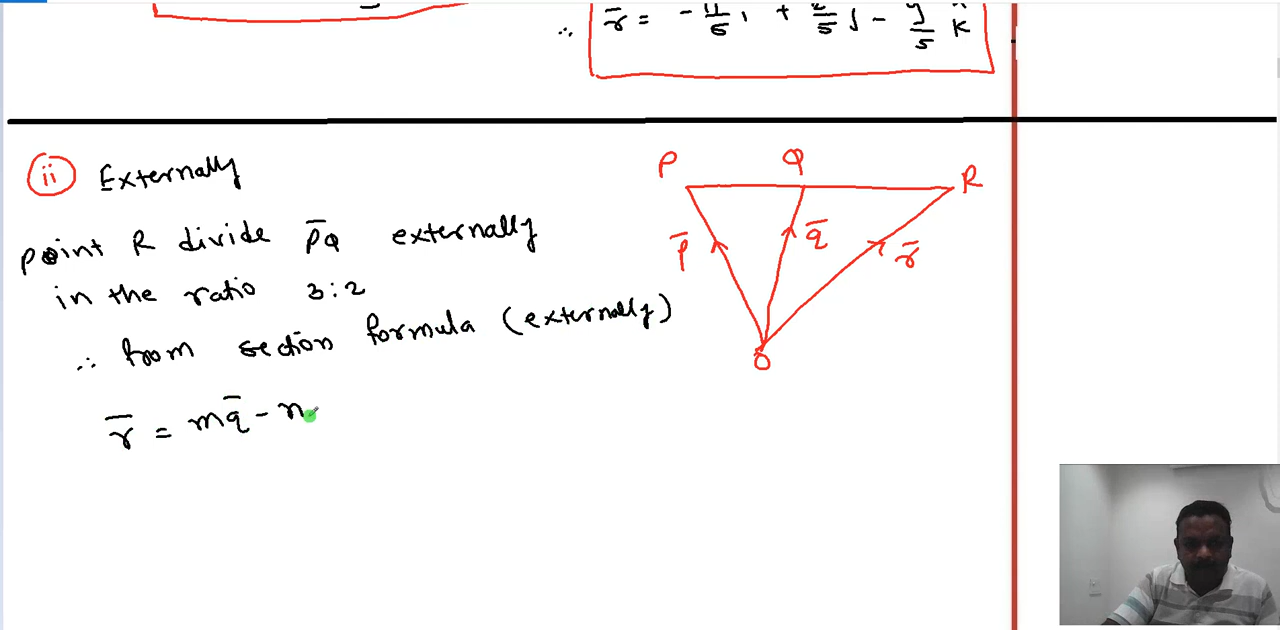 ∴ r̄ = - 11/5 i + 2/5 j - 9/5 k
ii Externally
P Q R
point R divide P̄Q externally
p̄ q̄ r̄
in the ratio 3:2
∴ from section formula (externally)
O
r̄ = mq̄ - n